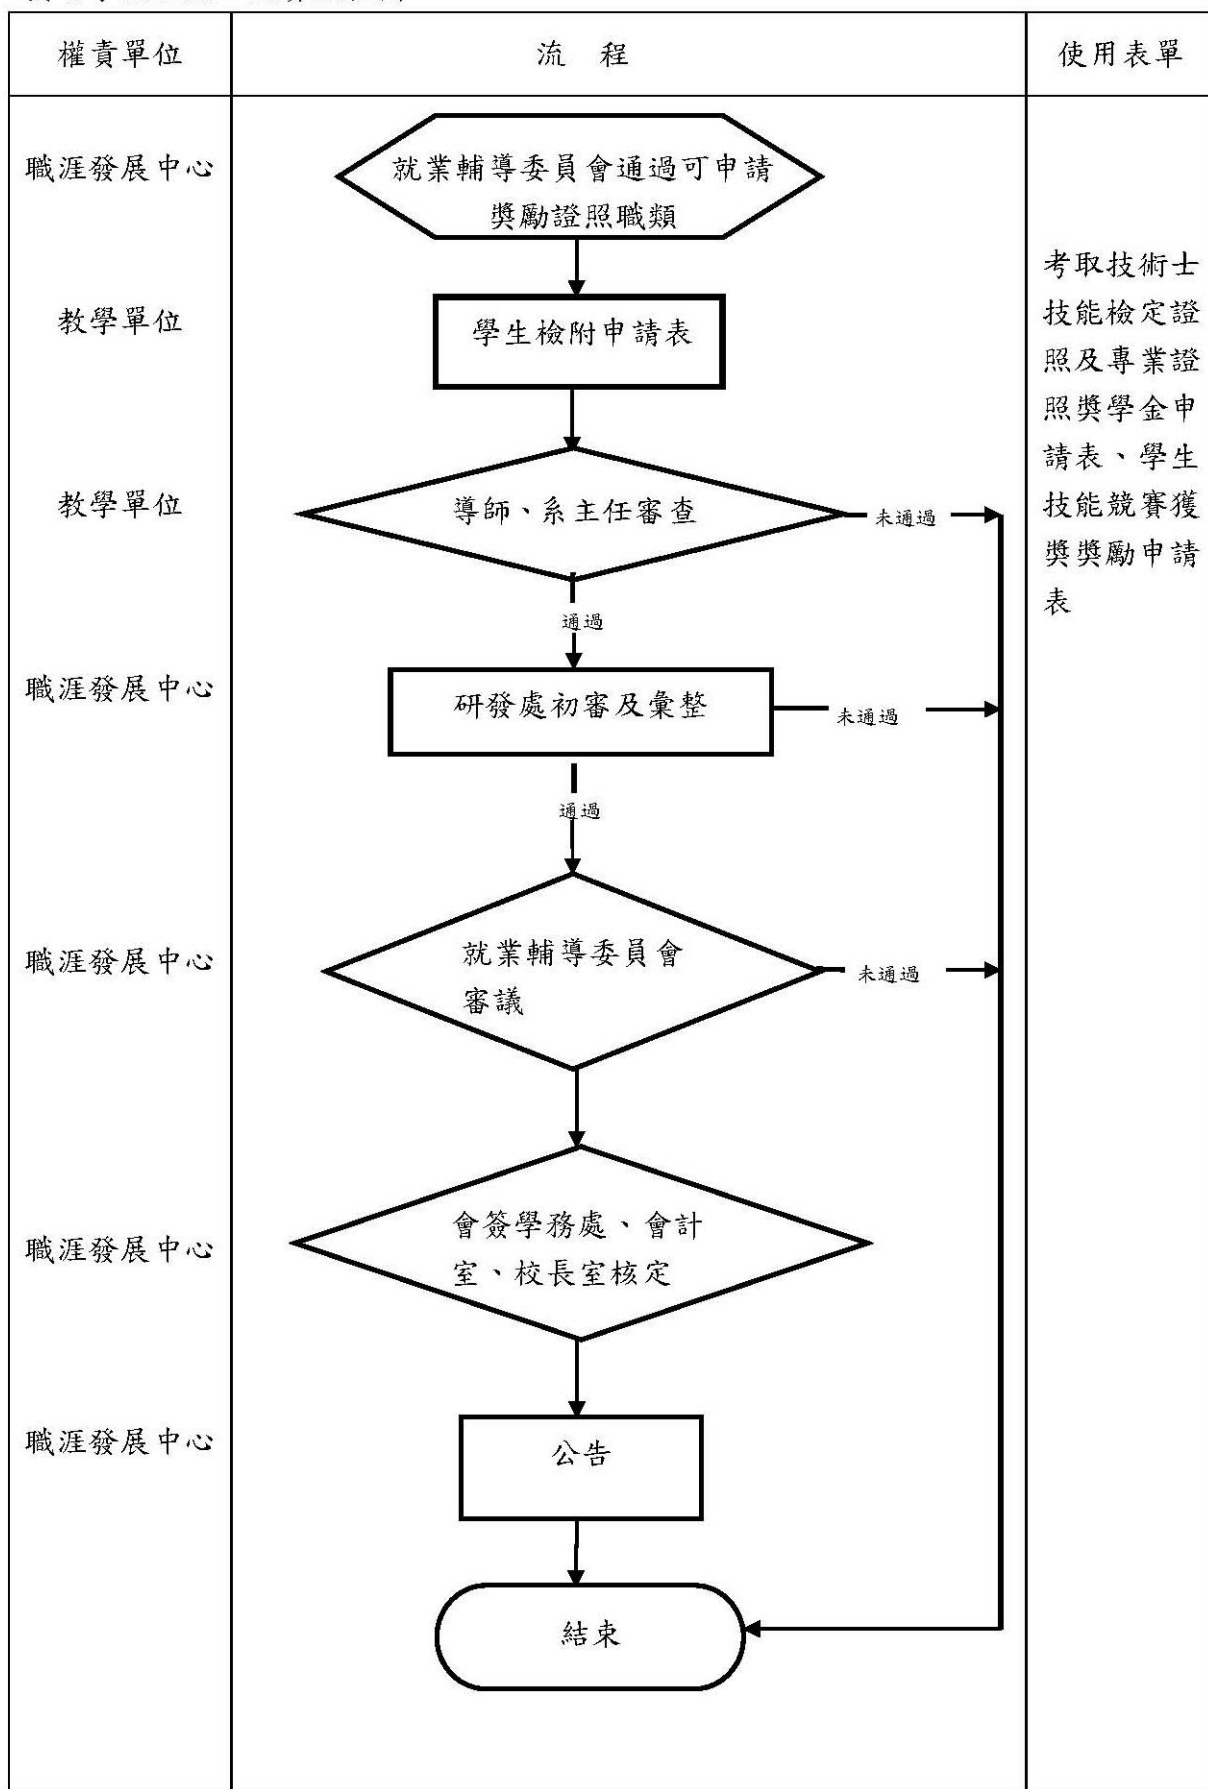 權責單位
流 程
使用表單
職涯發展中心
就業輔導委員會通過可申請
獎勵證照職類
教學單位
學生檢附申請表
考取技術士
技能檢定證
照及專業證
照獎學金申
請表、學生
技能競賽獲
獎獎勵申請
表
教學單位
導師、系主任審查
未通過
通過
職涯發展中心
研發處初審及彙整
未通過
通過
職涯發展中心
就業輔導委員會
審議
未通過
職涯發展中心
會簽學務處、會計
室、校長室核定
職涯發展中心
公告
結束